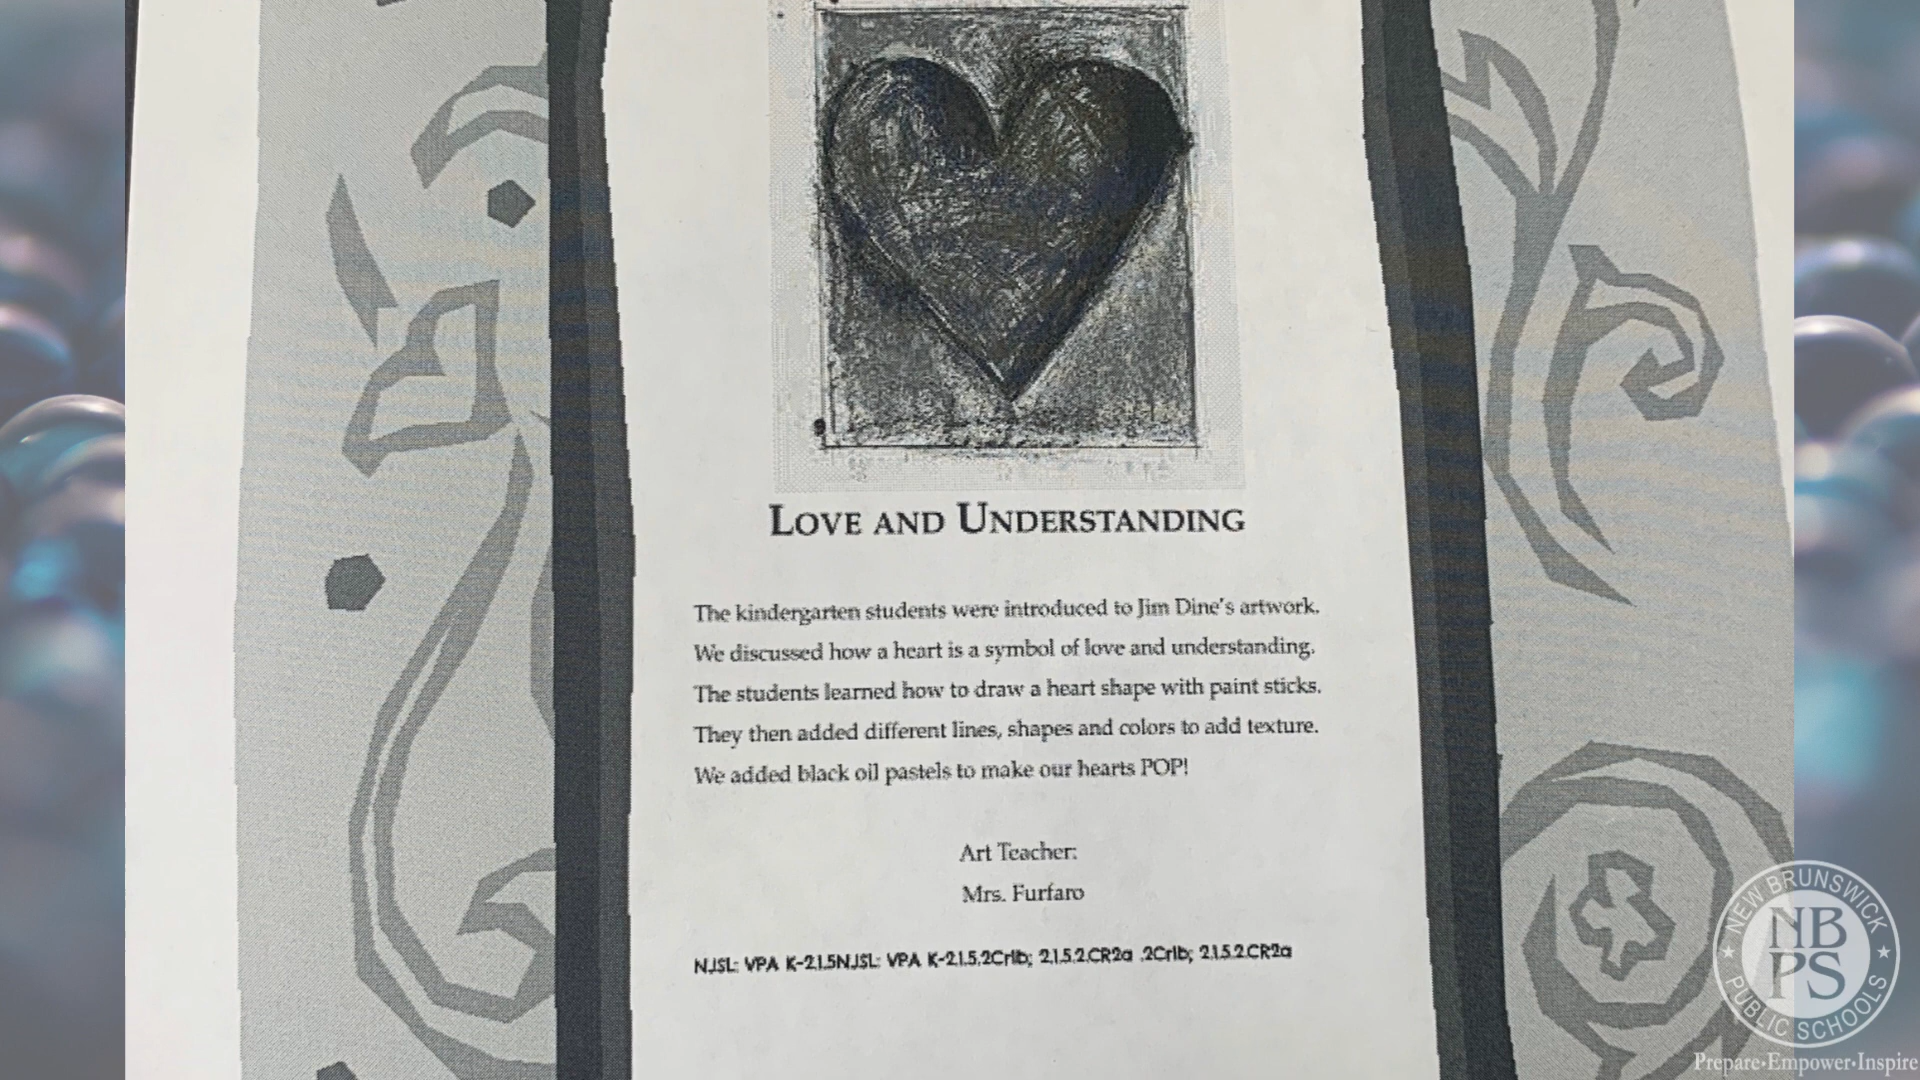 LOVE AND UNDERSTANDING
The kindergarten students were introduced to Jim Dine's artwork.
We discussed how a heart is a symbol of love and understanding.
The students learned how to draw a heart shape with paint sticks.
They then added different lines, shapes and colors to add texture.
We added black oil pastels to make our hearts POP!
Art Teacher:
Mrs. Furfaro
NJSL: VPA K-2.1.5NJSL: VPA K-2.1.5.2Cr1b; 2.1.5.2.CR2a .2Cr1b; 2.1.5.2.CR2a
NEW BRUNSWICK
NB
PS
PUBLIC SCHOOLS
Prepare•Empower•Inspire